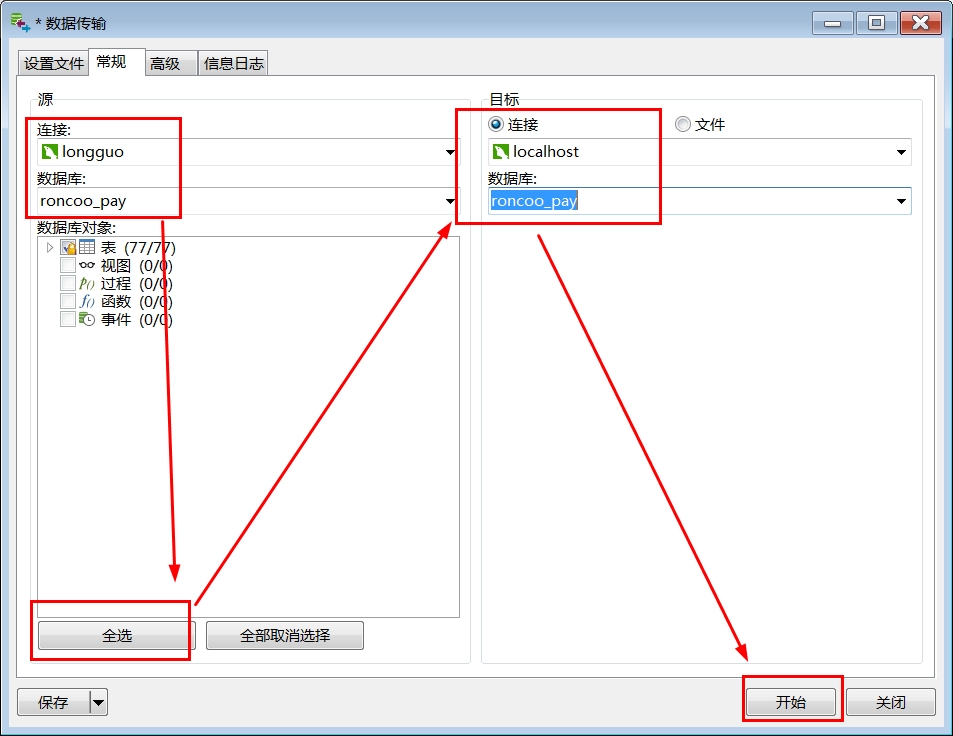 * 数据传输
设置文件 常规 高级 信息日志
源
连接:
longguo
数据库:
roncoo_pay
数据库对象:
表 (77/77)
视图 (0/0)
过程 (0/0)
函数 (0/0)
事件 (0/0)
全选 全部取消选择
目标
连接 文件
localhost
数据库:
roncoo_pay
保存 开始 关闭